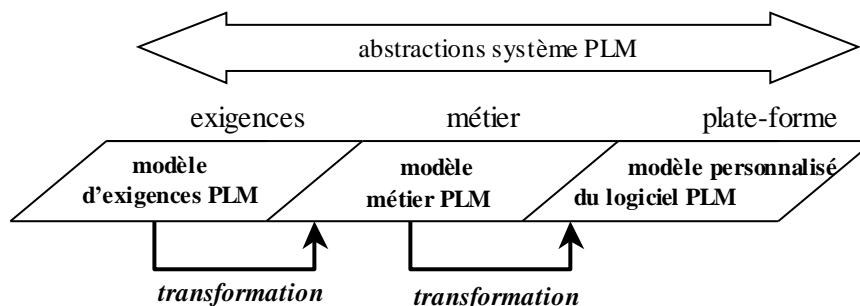 abstractions système PLM
exigences
métier
plate-forme
modèle
d’exigences PLM
modèle
métier PLM
modèle personnalisé
du logiciel PLM
transformation
transformation